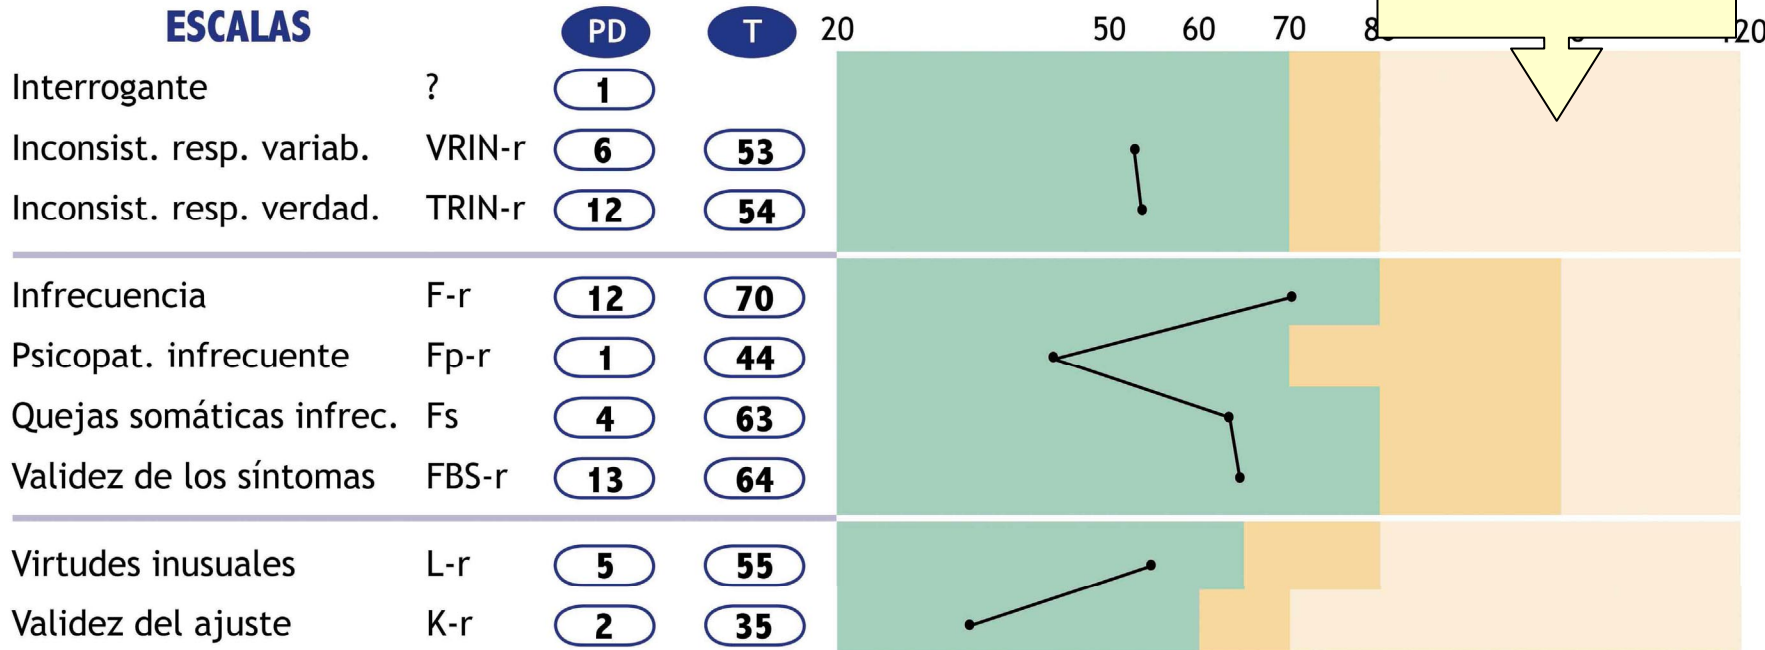 ESCALAS PD T 20 50 60 70
Interrogante ? 1
Inconsist. resp. variab. VRIN-r 6 53
Inconsist. resp. verdad. TRIN-r 12 54
Infrecuencia F-r 12 70
Psicopat. infrecuente Fp-r 1 44
Quejas somáticas infrec. Fs 4 63
Validez de los síntomas FBS-r 13 64
Virtudes inusuales L-r 5 55
Validez del ajuste K-r 2 35